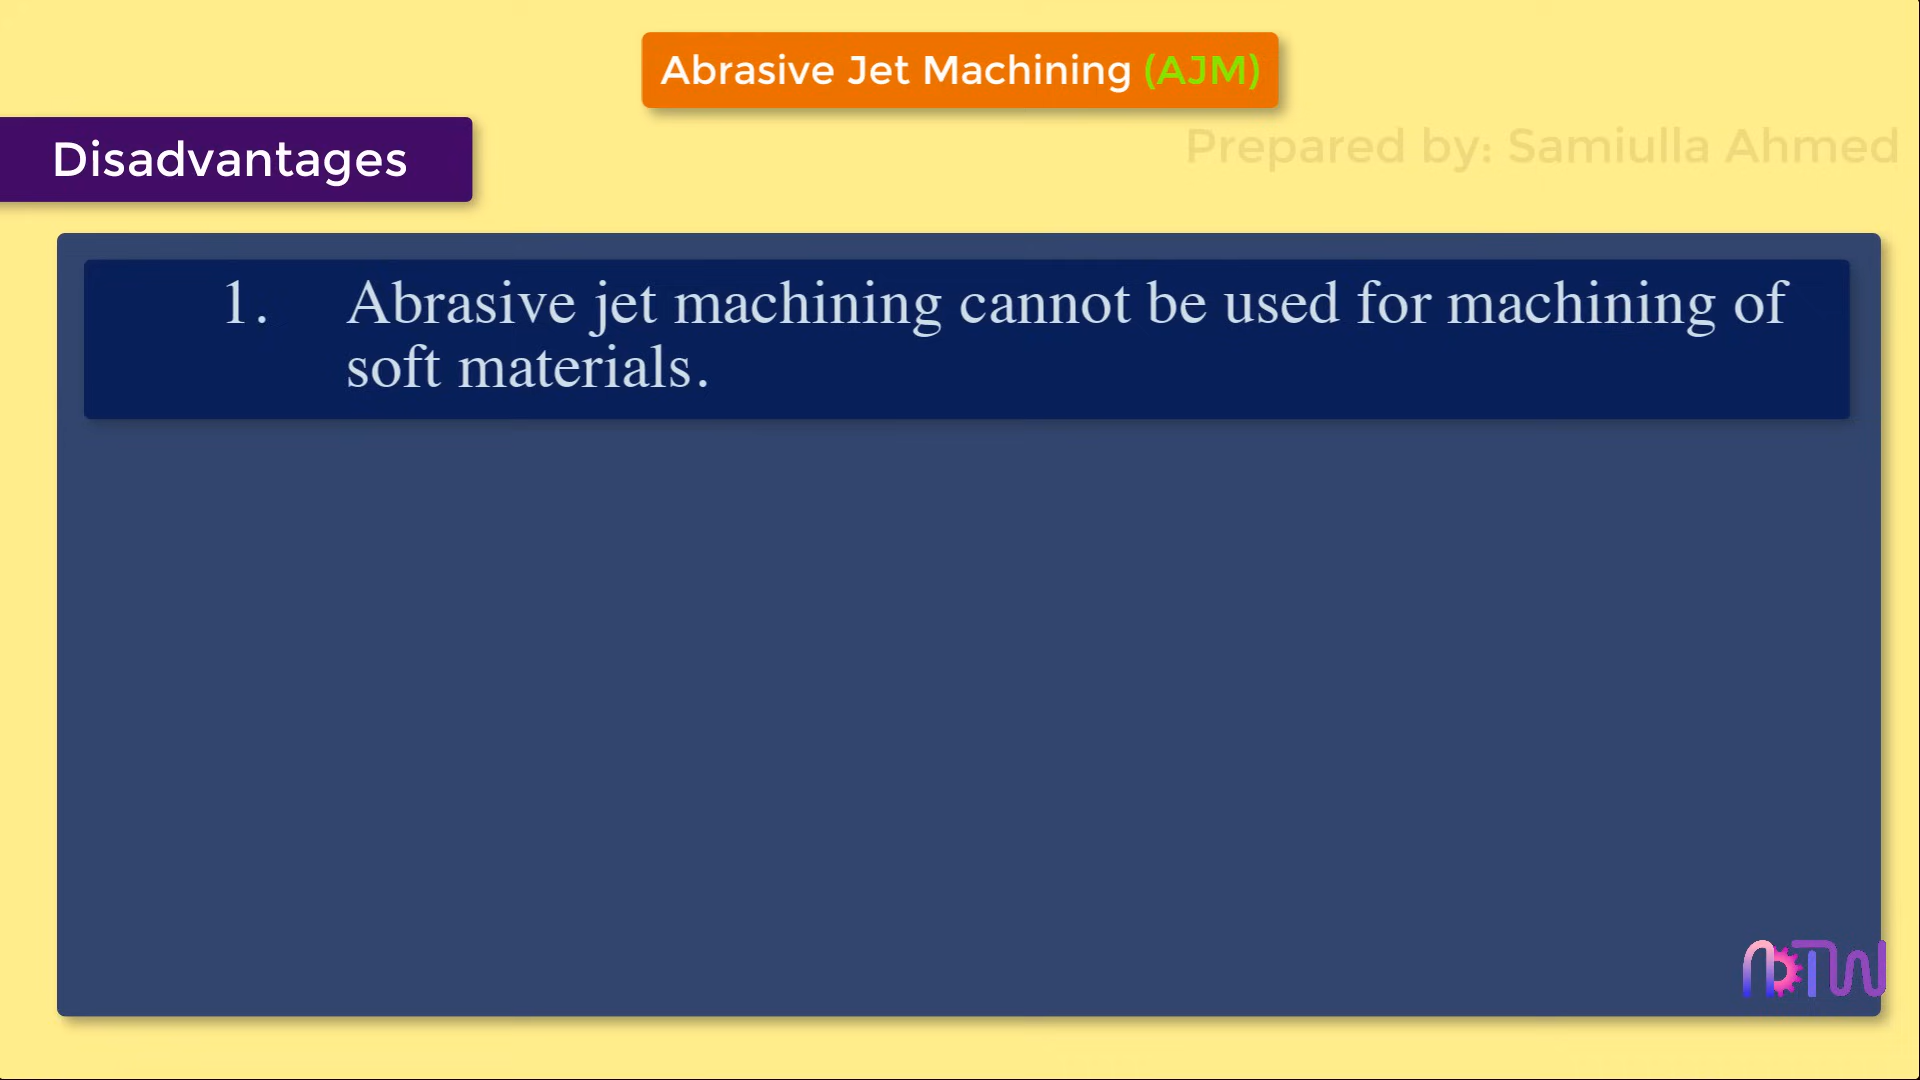 Abrasive Jet Machining (AJM)
Prepared by: Samiulla Ahmed
Disadvantages
1. Abrasive jet machining cannot be used for machining of
soft materials.